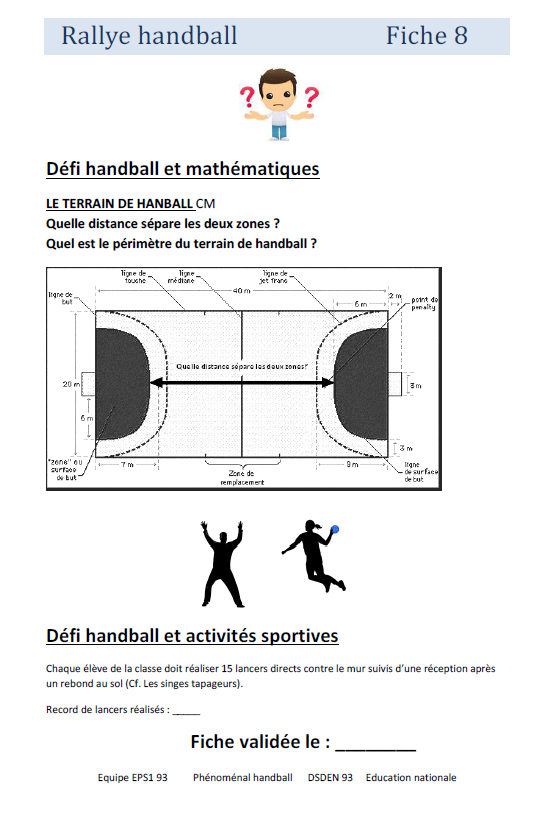 Rallye handball Fiche 8
? ?
Défi handball et mathématiques
LE TERRAIN DE HANBALL CM
Quelle distance sépare les deux zones ?
Quel est le périmètre du terrain de handball ?
ligne de
touche
ligne
médiane
ligne de
jet franc
40 m
2 m
ligne de
but
6 m
point de
penalty
Quelle distance sépare les deux zones?
20 m
3 m
6 m
3 m
"zone" ou
surface
de but
7 m
Zone de
remplacement
9 m
ligne
de surface
de but
Défi handball et activités sportives
Chaque élève de la classe doit réaliser 15 lancers directs contre le mur suivis d’une réception après
un rebond au sol (Cf. Les singes tapageurs).
Record de lancers réalisés : _____
Fiche validée le : ________
Equipe EPS1 93 Phénoménal handball DSDEN 93 Education nationale